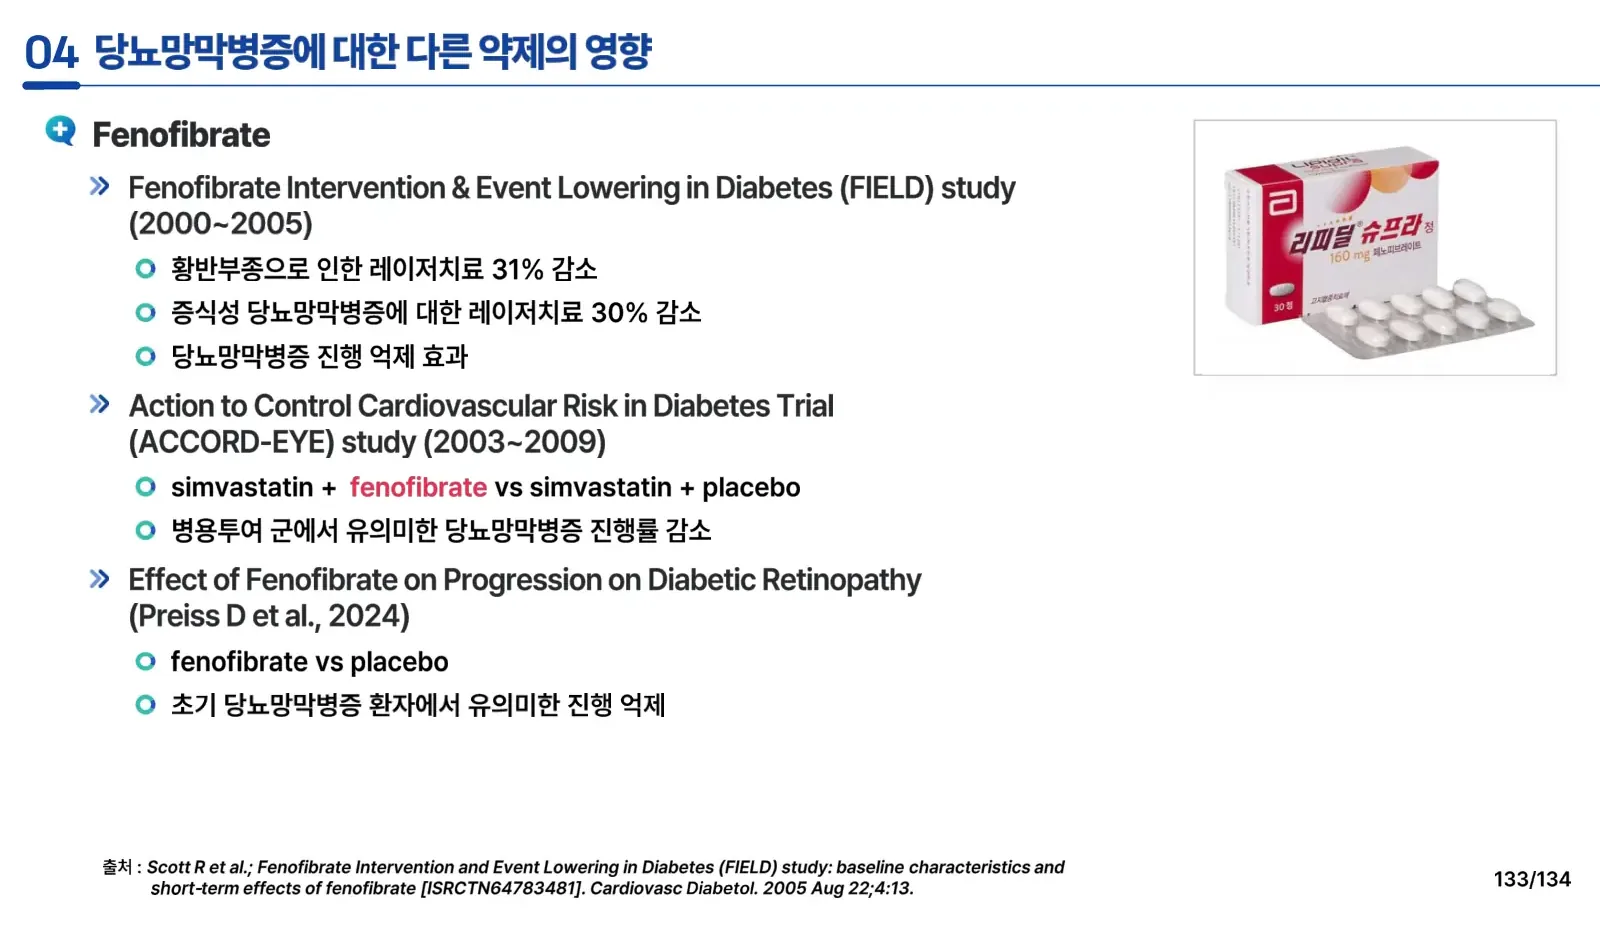 04 당뇨망막병증에 대한 다른 약제의 영향
Fenofibrate
Fenofibrate Intervention & Event Lowering in Diabetes (FIELD) study
(2000~2005)
황반부종으로 인한 레이저치료 31% 감소
증식성 당뇨망막병증에 대한 레이저치료 30% 감소
당뇨망막병증 진행 억제 효과
Action to Control Cardiovascular Risk in Diabetes Trial
(ACCORD-EYE) study (2003~2009)
simvastatin + fenofibrate vs simvastatin + placebo
병용투여 군에서 유의미한 당뇨망막병증 진행률 감소
Effect of Fenofibrate on Progression on Diabetic Retinopathy
(Preiss D et al., 2024)
fenofibrate vs placebo
초기 당뇨망막병증 환자에서 유의미한 진행 억제
리피딜® 슈프라 정
160 mg 페노피브레이트
고지혈증치료제
30정
출처 : Scott R et al.; Fenofibrate Intervention and Event Lowering in Diabetes (FIELD) study: baseline characteristics and
short-term effects of fenofibrate [ISRCTN64783481]. Cardiovasc Diabetol. 2005 Aug 22;4:13.
133/134